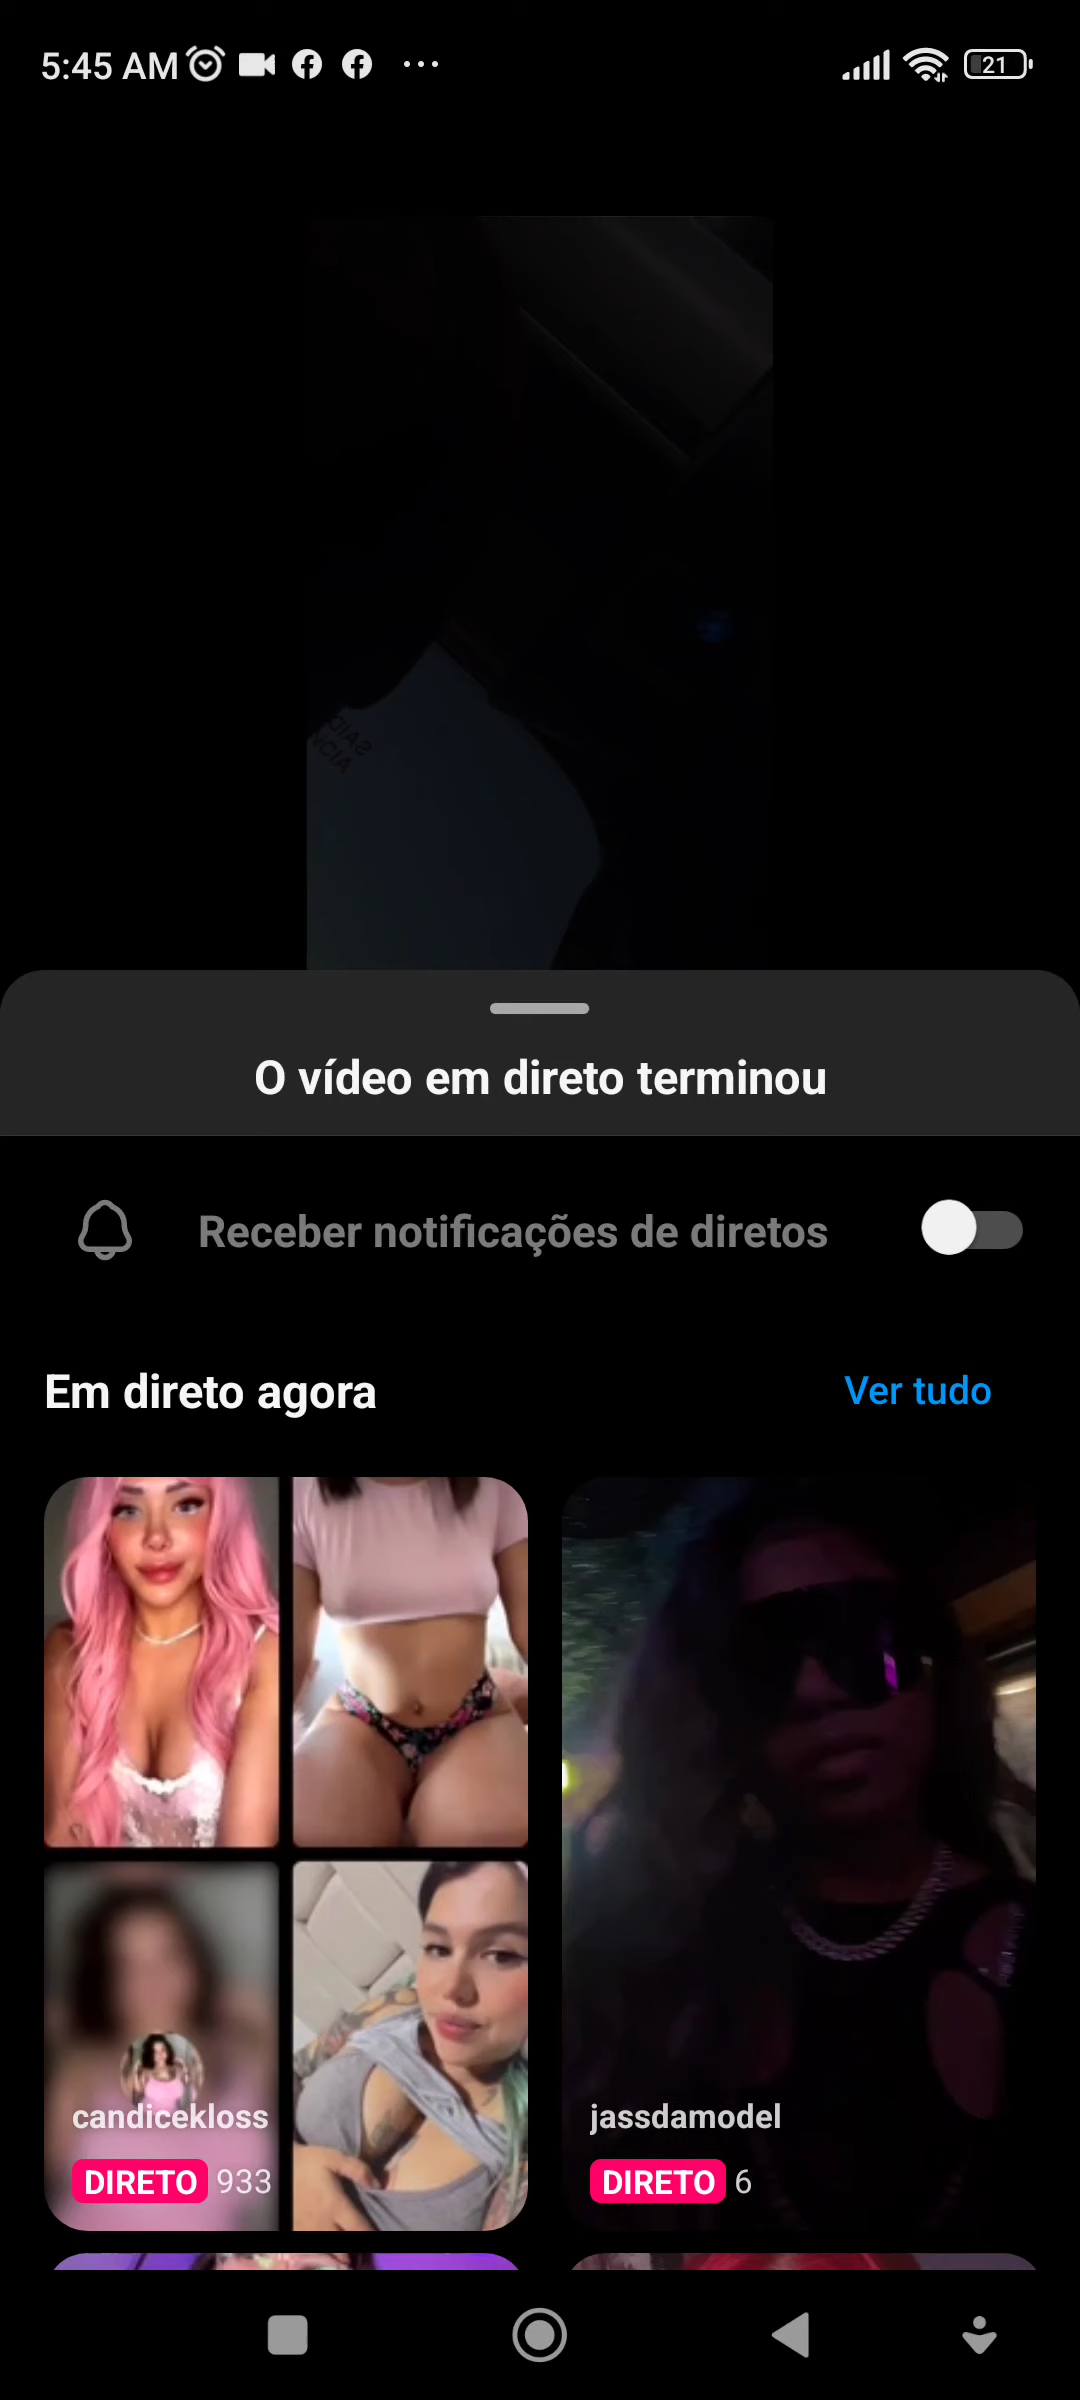 5:45 AM
21
O vídeo em direto terminou
Receber notificações de diretos
Em direto agora
Ver tudo
candicekloss
DIRETO 933
jassdamodel
DIRETO 6